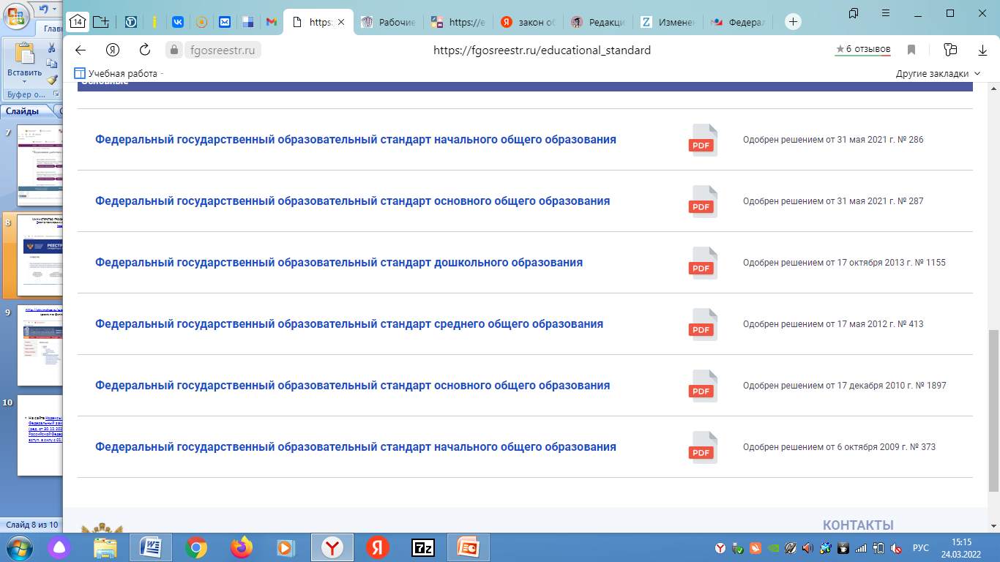 14
https:
Рабочие
https://e
закон об
Редакци
Изменен
Федерал
Я
fgosreestr.ru
https://fgosreestr.ru/educational_standard
★6 отзывов
Учебная работа
Другие закладки
Вставить
Буфер о...
Слайды
Основные
Федеральный государственный образовательный стандарт начального общего образования
PDF
Одобрен решением от 31 мая 2021 г. № 286
Федеральный государственный образовательный стандарт основного общего образования
PDF
Одобрен решением от 31 мая 2021 г. № 287
Федеральный государственный образовательный стандарт дошкольного образования
PDF
Одобрен решением от 17 октября 2013 г. № 1155
Федеральный государственный образовательный стандарт среднего общего образования
PDF
Одобрен решением от 17 мая 2012 г. № 413
Федеральный государственный образовательный стандарт основного общего образования
PDF
Одобрен решением от 17 декабря 2010 г. № 1897
Федеральный государственный образовательный стандарт начального общего образования
PDF
Одобрен решением от 6 октября 2009 г. № 373
КОНТАКТЫ
7
8
РЕЕСТР
9
10
На сайте Кодексы
Слайд 8 из 10
7z
РУС
15:15
24.03.2022